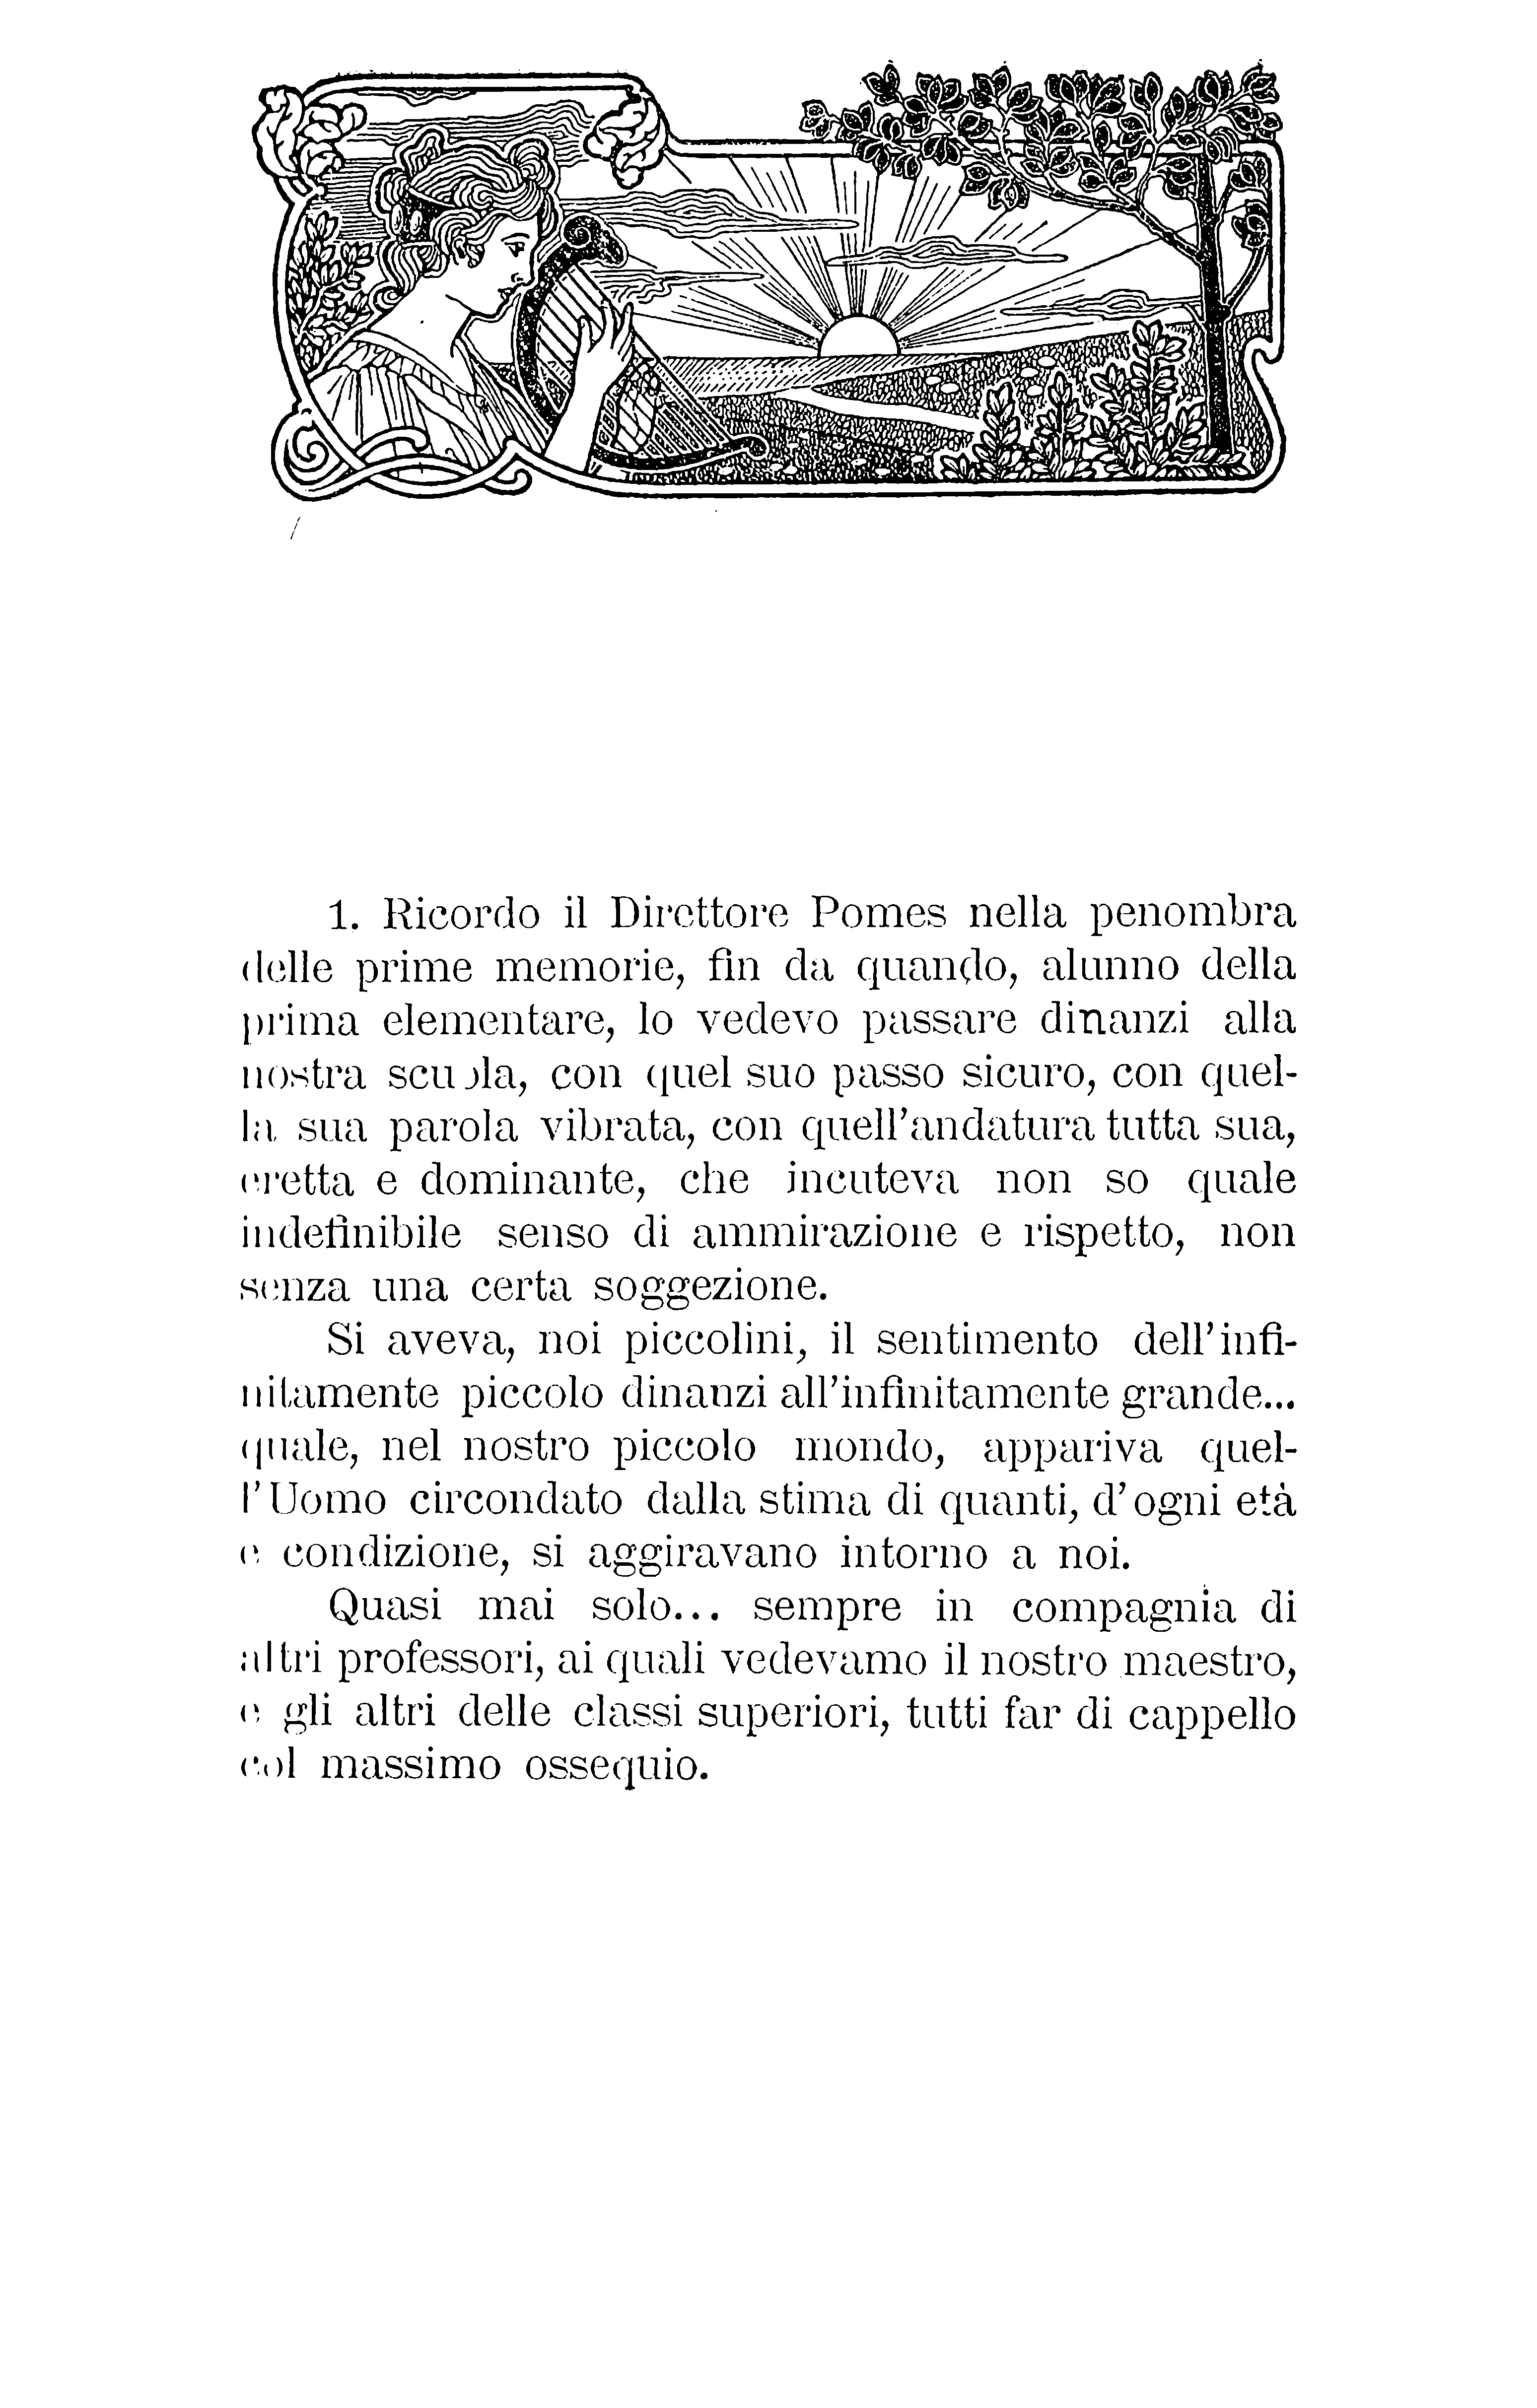 1. Ricordo il Direttore Pomes nella penombra
delle prime memorie, fin da quando, alunno della
prima elementare, lo vedevo passare dinanzi alla
nostra scuola, con quel suo passo sicuro, con quel-
la sua parola vibrata, con quell'andatura tutta sua,
eretta e dominante, che incuteva non so quale
indefinibile senso di ammirazione e rispetto, non
senza una certa soggezione.
Si aveva, noi piccolini, il sentimento dell'infi-
nitamente piccolo dinanzi all'infinitamente grande...
quale, nel nostro piccolo mondo, appariva quel-
l'Uomo circondato dalla stima di quanti, d'ogni età
e condizione, si aggiravano intorno a noi.
Quasi mai solo... sempre in compagnia di
altri professori, ai quali vedevamo il nostro maestro,
e gli altri delle classi superiori, tutti far di cappello
col massimo ossequio.